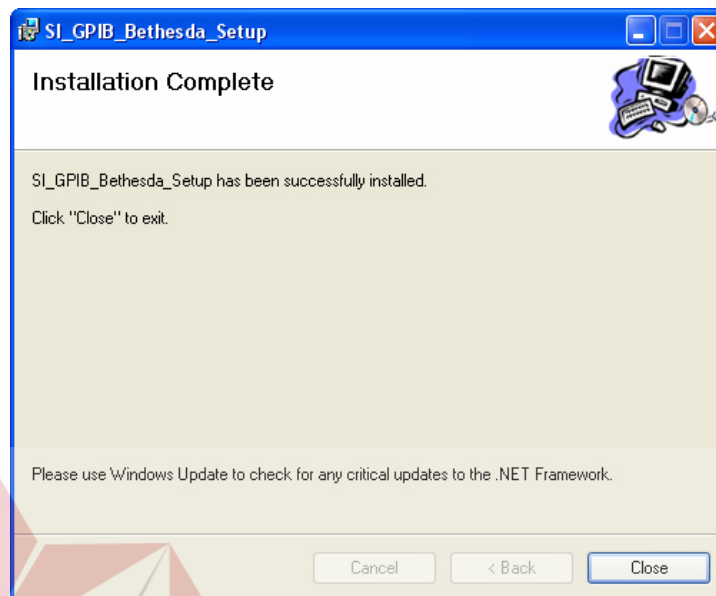 SI_GPIB_Bethesda_Setup
Installation Complete
SI_GPIB_Bethesda_Setup has been successfully installed.
Click "Close" to exit.
Please use Windows Update to check for any critical updates to the .NET Framework.
Cancel
< Back
Close